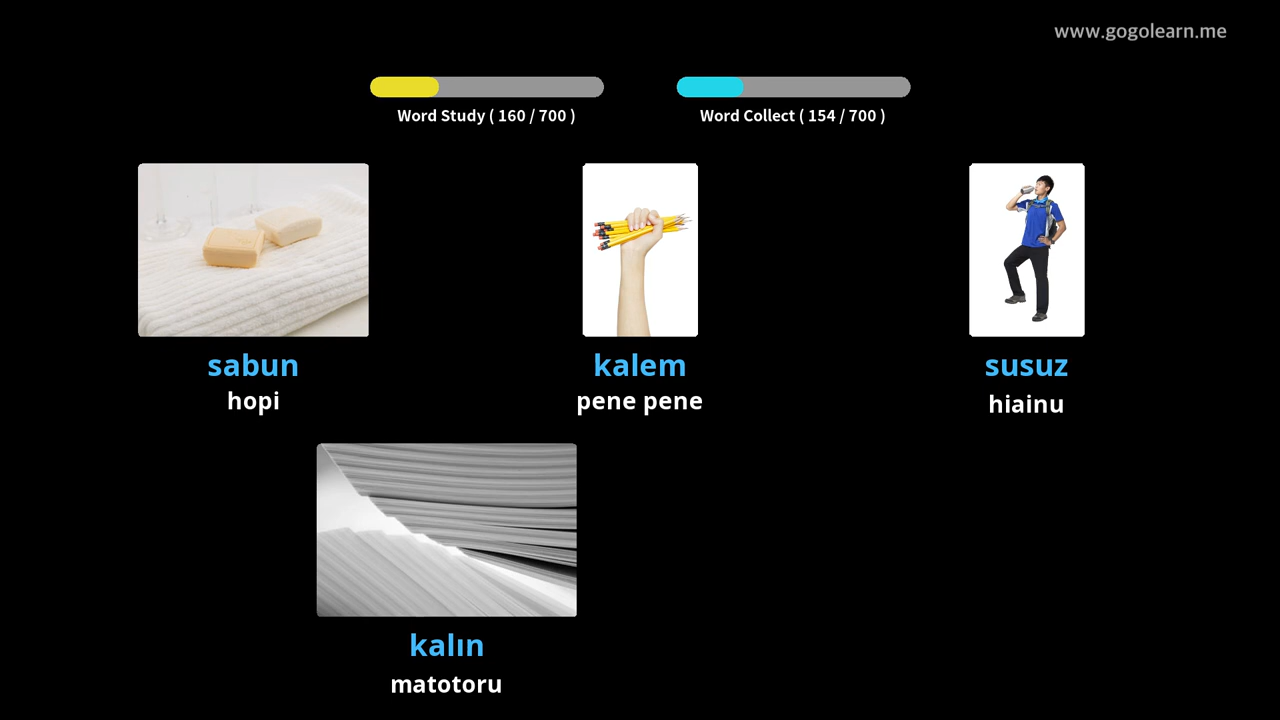 www.gogolearn.me
Word Study ( 160 / 700 )
Word Collect ( 154 / 700 )
sabun
hopi
kalem
pene pene
susuz
hiainu
kalın
matotoru